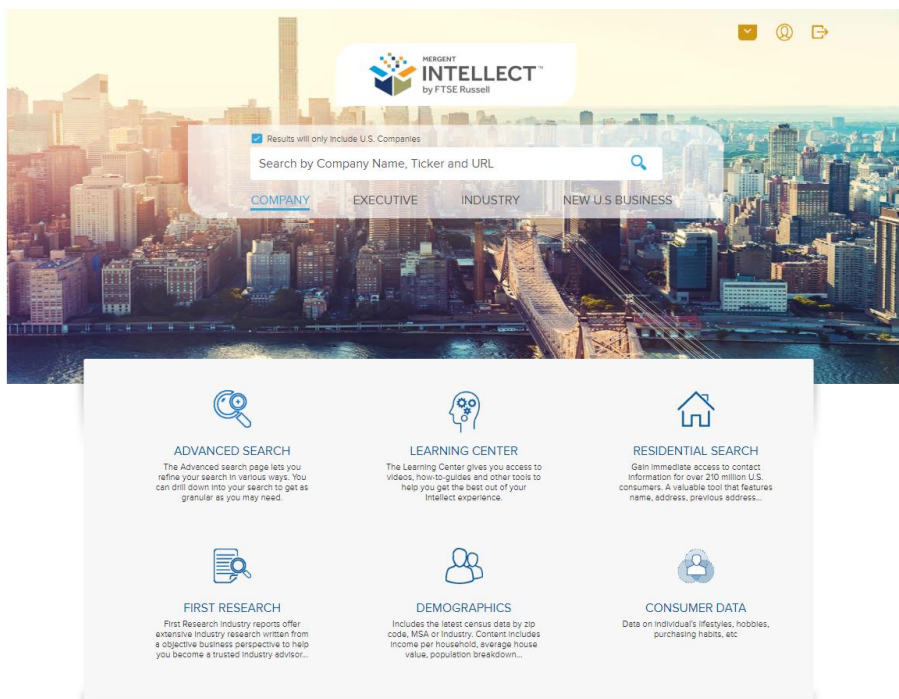 MERGENT
INTELLECT™
by FTSE Russell
Results will only include U.S. Companies
Search by Company Name, Ticker and URL
COMPANY EXECUTIVE INDUSTRY NEW U.S BUSINESS
ADVANCED SEARCH
The Advanced search page lets you
refine your search in various ways. You
can drill down into your search to get as
granular as you may need.
LEARNING CENTER
The Learning Center gives you access to
videos, how-to-guides and other tools to
help you get the best out of your
Intellect experience.
RESIDENTIAL SEARCH
Gain immediate access to contact
information for over 210 million U.S.
consumers. A valuable tool that features
name, address, previous address...
FIRST RESEARCH
First Research industry reports offer
extensive industry research written from
a objective business perspective to help
you become a trusted industry advisor...
DEMOGRAPHICS
Includes the latest census data by zip
code, MSA or Industry. Content includes
income per household, average house
value, population breakdown...
CONSUMER DATA
Data on individual's lifestyles, hobbies,
purchasing habits, etc